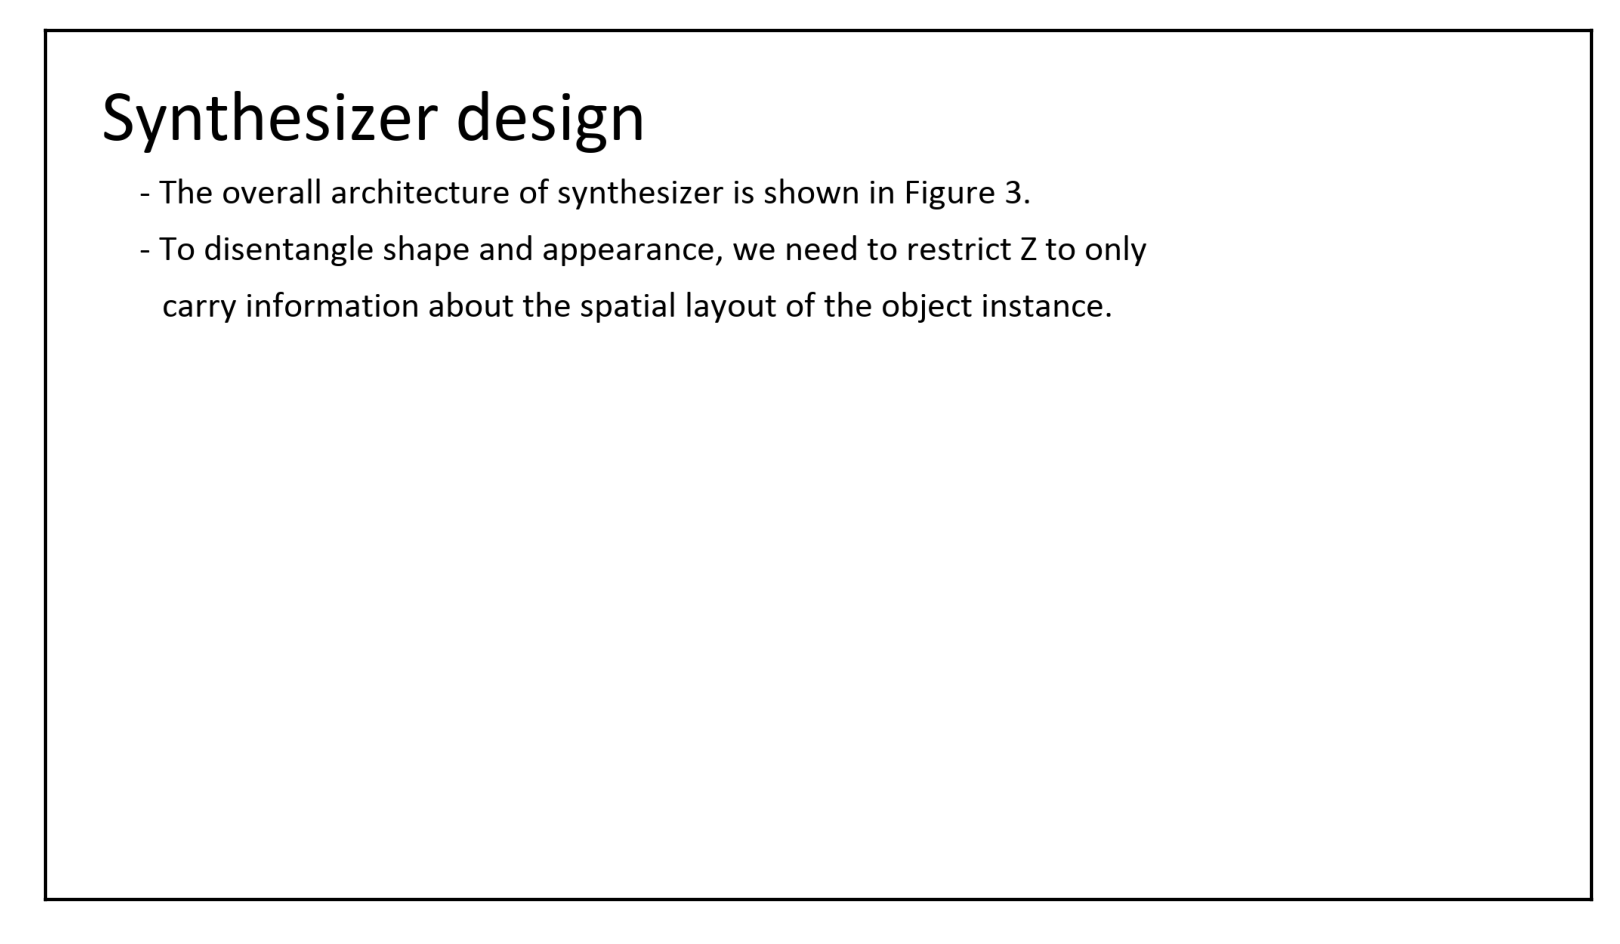 Synthesizer design
- The overall architecture of synthesizer is shown in Figure 3.
- To disentangle shape and appearance, we need to restrict Z to only
carry information about the spatial layout of the object instance.